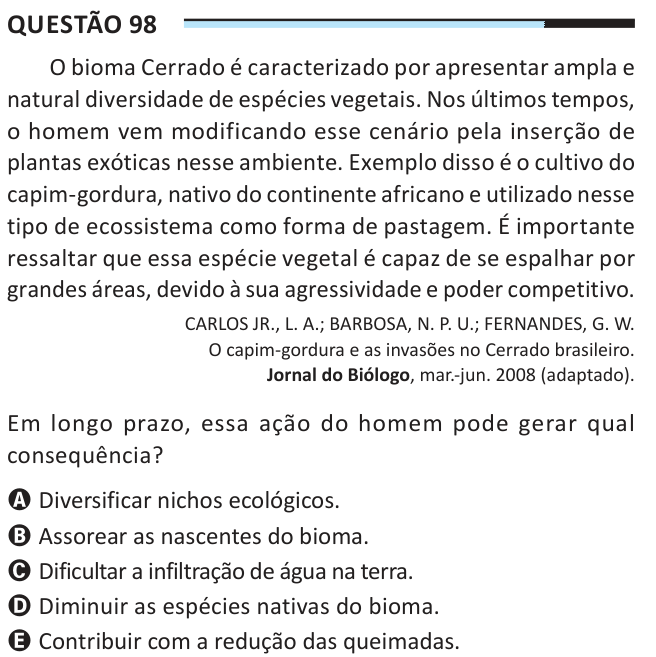 QUESTÃO 98
O bioma Cerrado é caracterizado por apresentar ampla e
natural diversidade de espécies vegetais. Nos últimos tempos,
o homem vem modificando esse cenário pela inserção de
plantas exóticas nesse ambiente. Exemplo disso é o cultivo do
capim-gordura, nativo do continente africano e utilizado nesse
tipo de ecossistema como forma de pastagem. É importante
ressaltar que essa espécie vegetal é capaz de se espalhar por
grandes áreas, devido à sua agressividade e poder competitivo.
CARLOS JR., L. A.; BARBOSA, N. P. U.; FERNANDES, G. W.
O capim-gordura e as invasões no Cerrado brasileiro.
Jornal do Biólogo, mar.-jun. 2008 (adaptado).
Em longo prazo, essa ação do homem pode gerar qual
consequência?
A Diversificar nichos ecológicos.
B Assorear as nascentes do bioma.
C Dificultar a infiltração de água na terra.
D Diminuir as espécies nativas do bioma.
E Contribuir com a redução das queimadas.